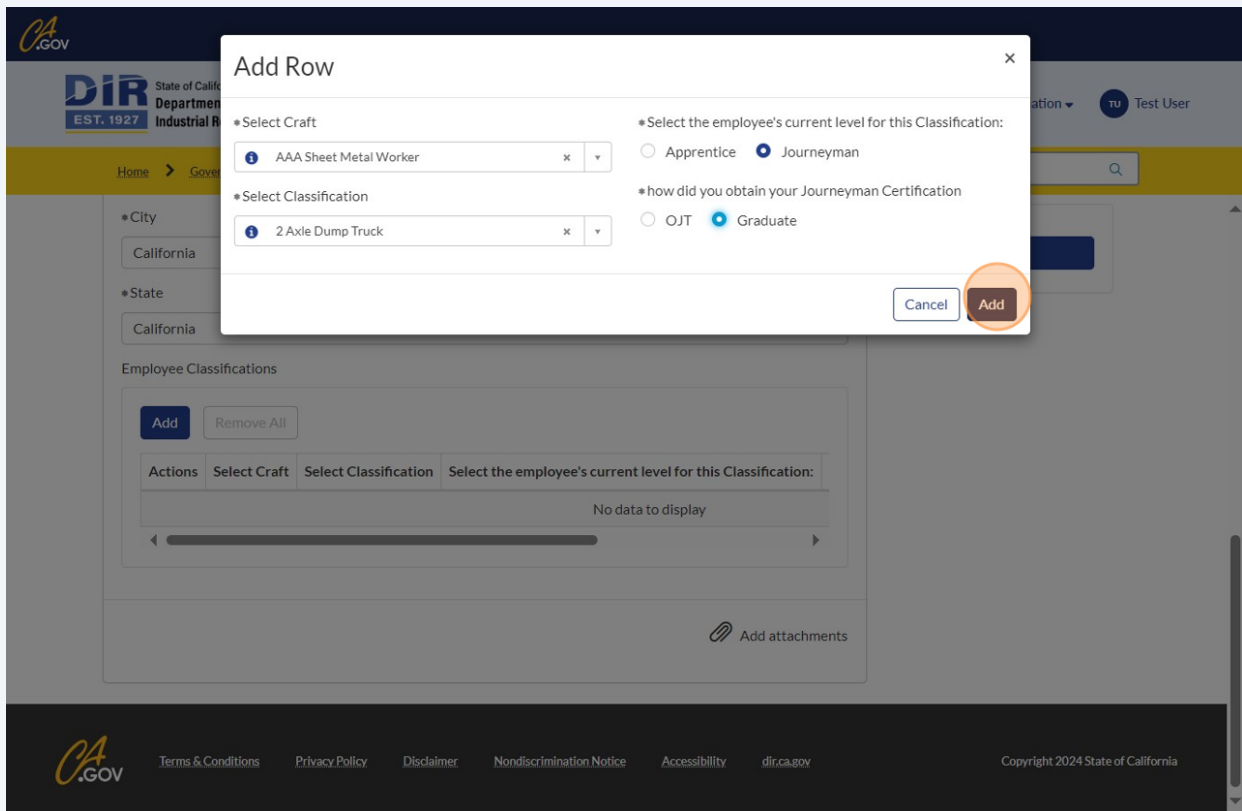 CA.GOV
Add Row
×
DIR
EST. 1927
State of Califo
Departmen
Industrial R
ation
TU
Test User
*Select Craft
AAA Sheet Metal Worker
*Select Classification
2 Axle Dump Truck
*Select the employee's current level for this Classification:
Apprentice Journeyman
*how did you obtain your Journeyman Certification
OJT Graduate
Cancel Add
Home > Gover
*City
California
*State
California
Employee Classifications
Add Remove All
Actions Select Craft Select Classification Select the employee's current level for this Classification:
No data to display
Add attachments
CA.GOV
Terms & Conditions Privacy Policy Disclaimer Nondiscrimination Notice Accessibility dir.ca.gov Copyright 2024 State of California